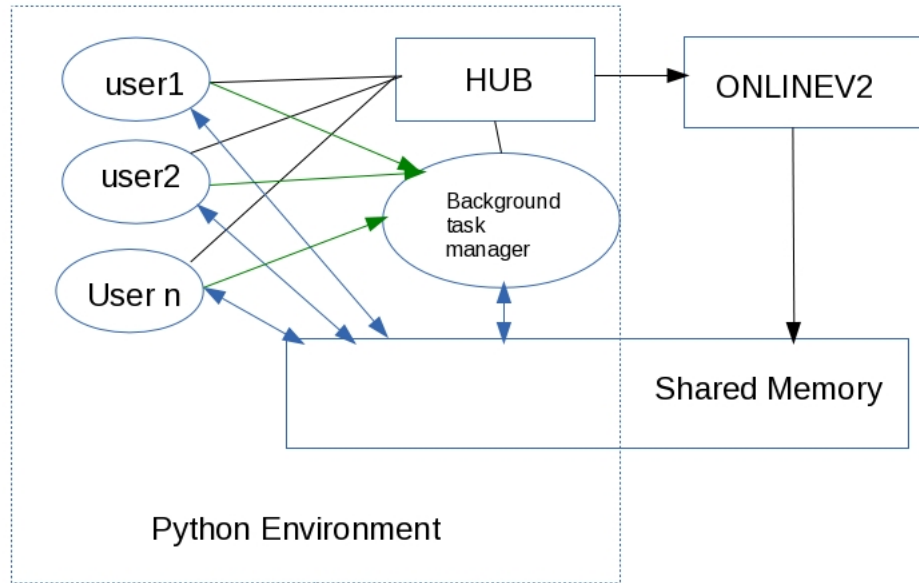 user1
HUB
ONLINEV2
user2
Background
task
manager
User n
Shared Memory
Python Environment